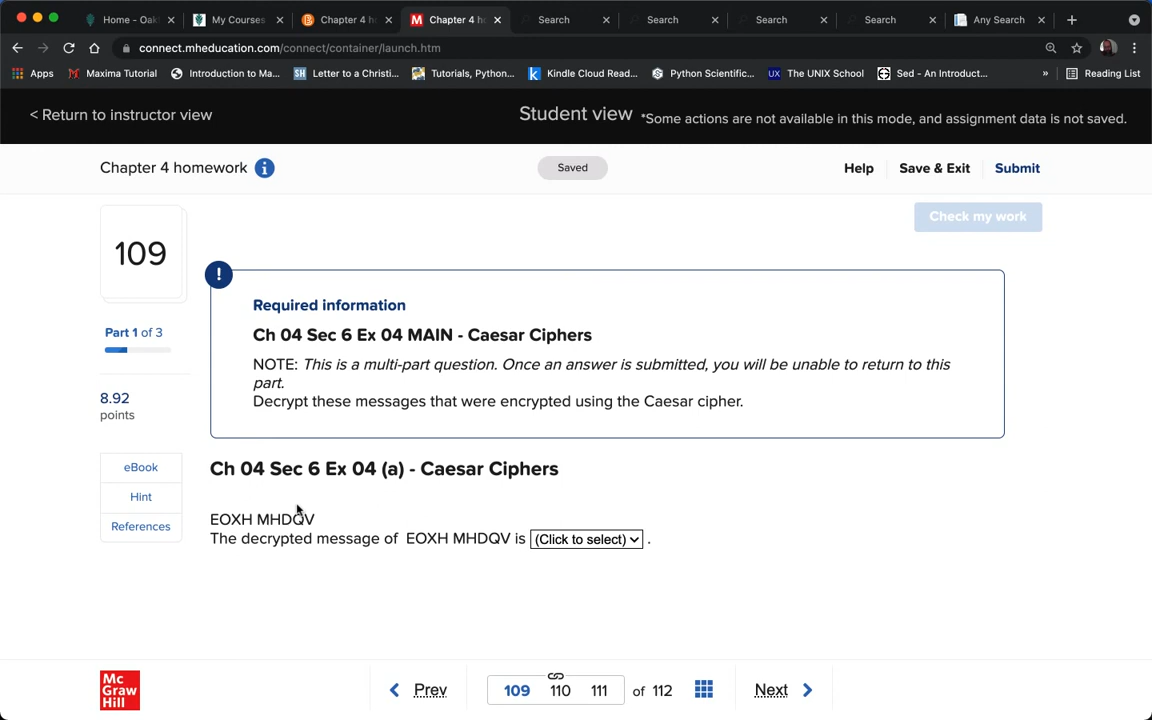 Home - Oak
My Courses
Chapter 4 h
Chapter 4 h
Search
Search
Search
Search
Any Search
connect.mheducation.com/connect/container/launch.htm
Apps
Maxima Tutorial
Introduction to Ma...
Letter to a Christi...
Tutorials, Python...
Kindle Cloud Read...
Python Scientific...
The UNIX School
Sed - An Introduct...
»
Reading List
< Return to instructor view
Student view *Some actions are not available in this mode, and assignment data is not saved.
Chapter 4 homework
Saved
Help
Save & Exit
Submit
Check my work
109
Part 1 of 3
8.92
points
eBook
Hint
References
!
Required information
Ch 04 Sec 6 Ex 04 MAIN - Caesar Ciphers
NOTE: This is a multi-part question. Once an answer is submitted, you will be unable to return to this
part.
Decrypt these messages that were encrypted using the Caesar cipher.
Ch 04 Sec 6 Ex 04 (a) - Caesar Ciphers
EOXH MHDQV
The decrypted message of EOXH MHDQV is (Click to select) .
Mc
Graw
Hill
Prev
109 110 111 of 112
Next